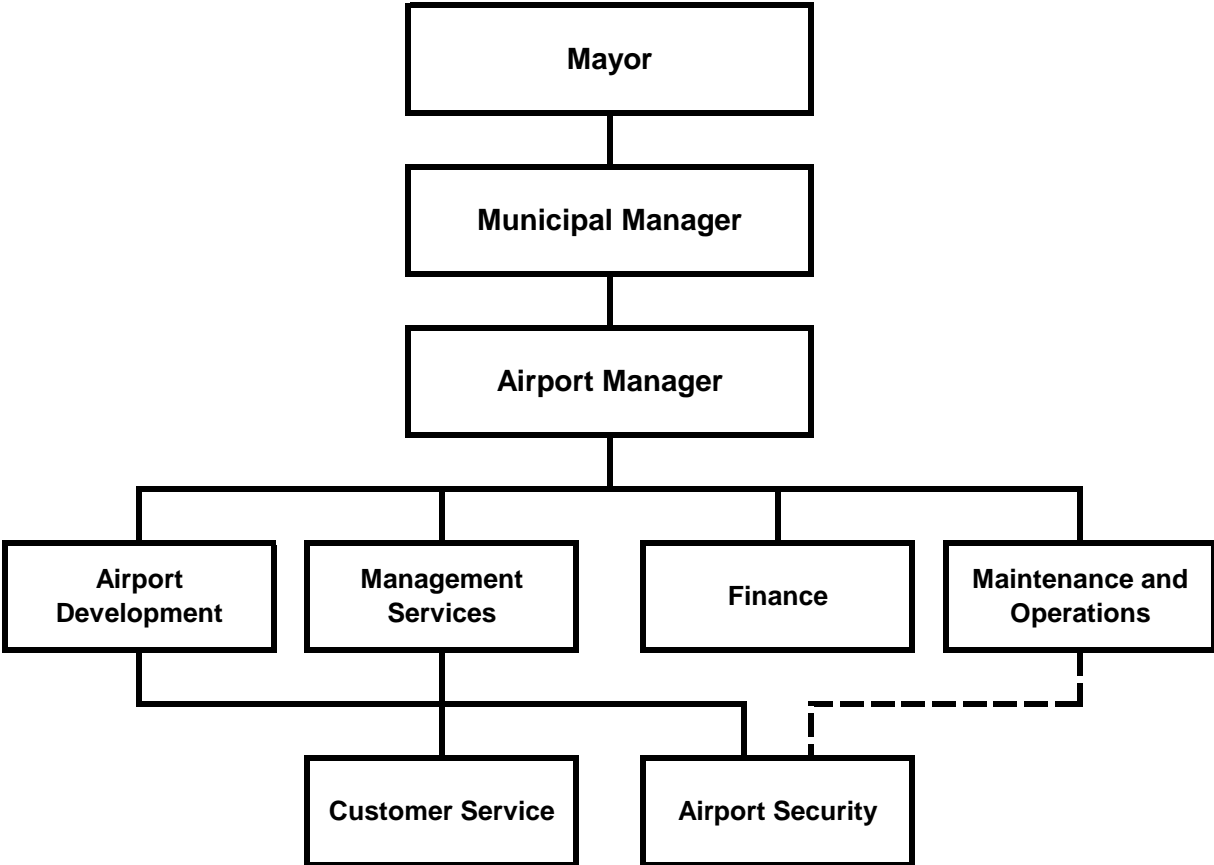 Mayor
Municipal Manager
Airport Manager
Airport
Development
Management
Services
Finance
Maintenance and
Operations
Customer Service
Airport Security